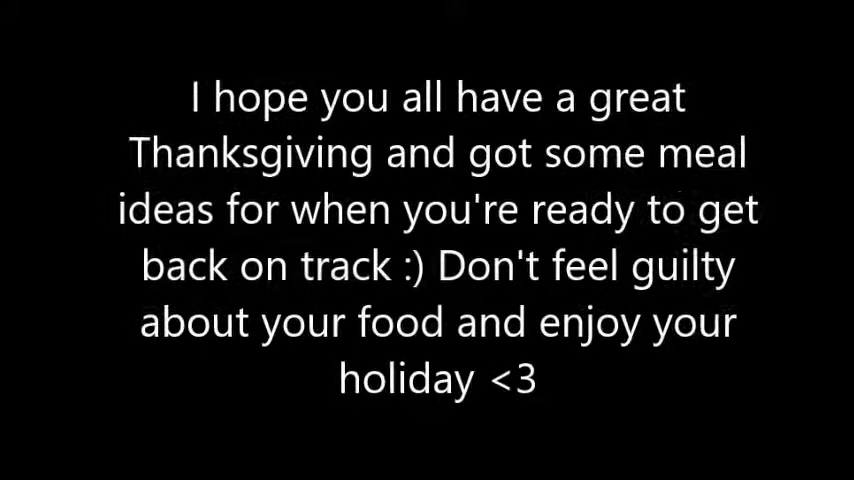 I hope you all have a great
Thanksgiving and got some meal
ideas for when you're ready to get
back on track :) Don't feel guilty
about your food and enjoy your
holiday <3